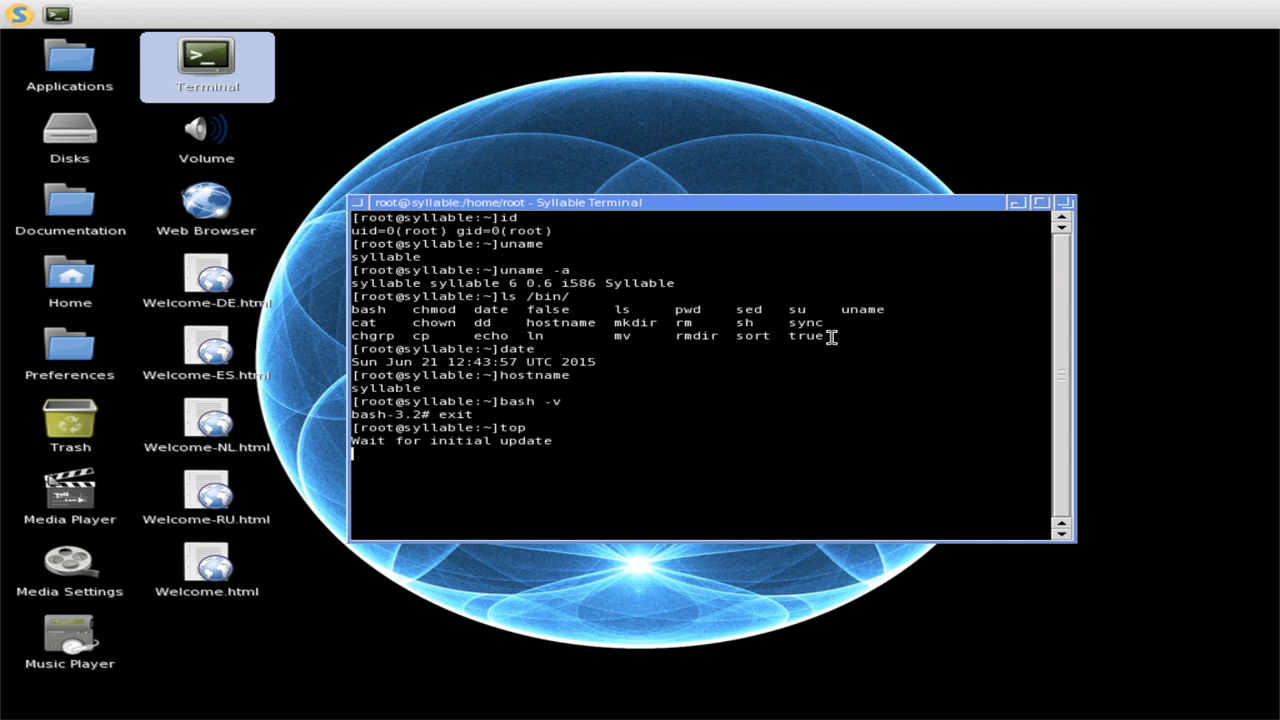 Applications
Terminal
Disks
Volume
Documentation
Web Browser
Home
Welcome-DE.html
Preferences
Welcome-ES.html
Trash
Welcome-NL.html
Media Player
Welcome-RU.html
Media Settings
Welcome.html
Music Player
root@syllable:/home/root - Syllable Terminal
[root@syllable:~]id
uid=0(root) gid=0(root)
[root@syllable:~]uname
syllable
[root@syllable:~]uname -a
syllable syllable 6 0.6 i586 Syllable
[root@syllable:~]ls /bin/
bash chmod date false ls pwd sed su uname
cat chown dd hostname mkdir rm sh sync
chgrp cp echo ln mv rmdir sort true
[root@syllable:~]date
Sun Jun 21 12:43:57 UTC 2015
[root@syllable:~]hostname
syllable
[root@syllable:~]bash -v
bash-3.2# exit
[root@syllable:~]top
Wait for initial update